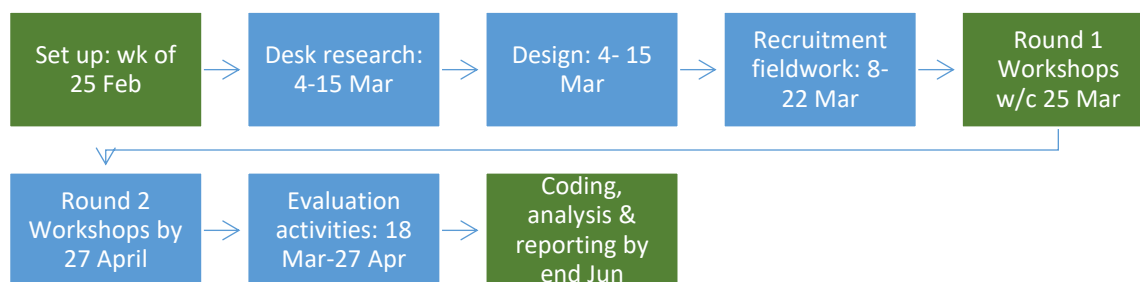 Set up: wk of
25 Feb
Desk research:
4-15 Mar
Design: 4- 15
Mar
Recruitment
fieldwork: 8-
22 Mar
Round 1
Workshops
w/c 25 Mar
Round 2
Workshops by
27 April
Evaluation
activities: 18
Mar-27 Apr
Coding,
analysis &
reporting by
end Jun